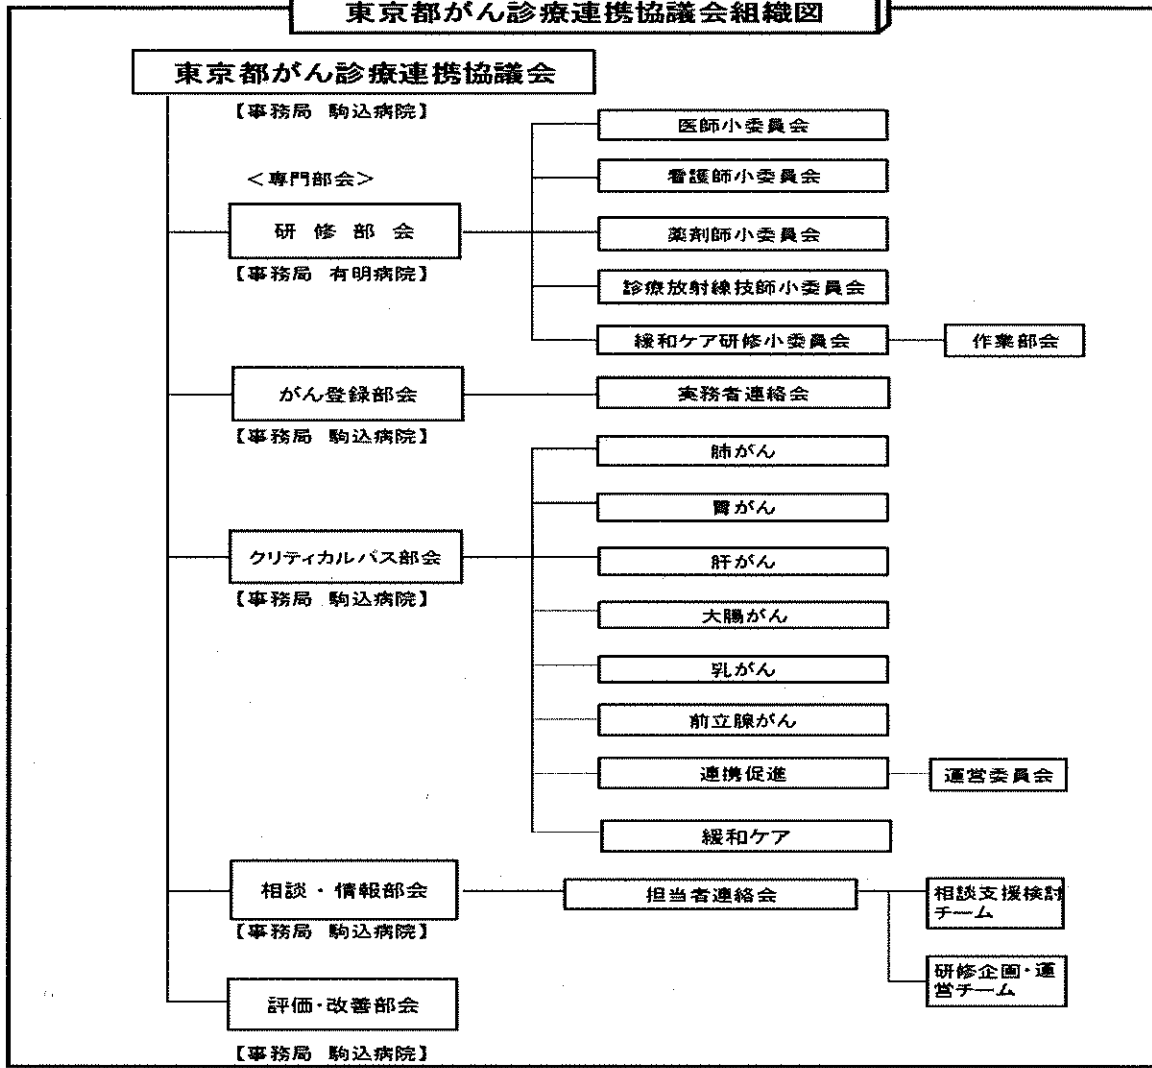 東京都がん診療連携協議会組織図
東京都がん診療連携協議会
【事務局 駒込病院】
<専門部会>
研修部会
【事務局 有明病院】
医師小委員会
看護師小委員会
薬剤師小委員会
診療放射線技師小委員会
緩和ケア研修小委員会
作業部会
がん登録部会
【事務局 駒込病院】
実務者連絡会
クリティカルパス部会
【事務局 駒込病院】
肺がん
胃がん
肝がん
大腸がん
乳がん
前立腺がん
連携促進
運営委員会
緩和ケア
相談・情報部会
【事務局 駒込病院】
担当者連絡会
相談支援検討
チーム
研修企画・運
営チーム
評価・改善部会
【事務局 駒込病院】